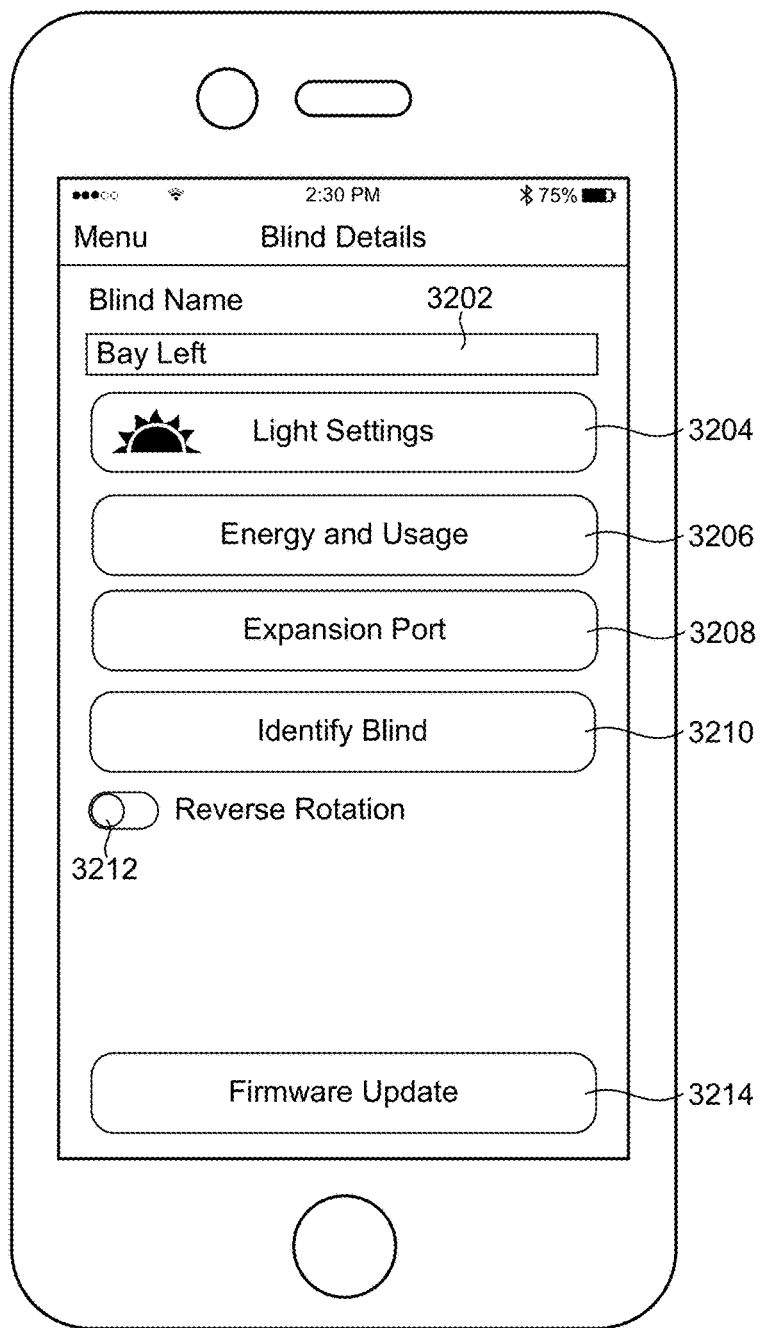 2:30 PM 75%
Menu Blind Details
Blind Name 3202
Bay Left
Light Settings 3204
Energy and Usage 3206
Expansion Port 3208
Identify Blind 3210
Reverse Rotation
3212
Firmware Update 3214